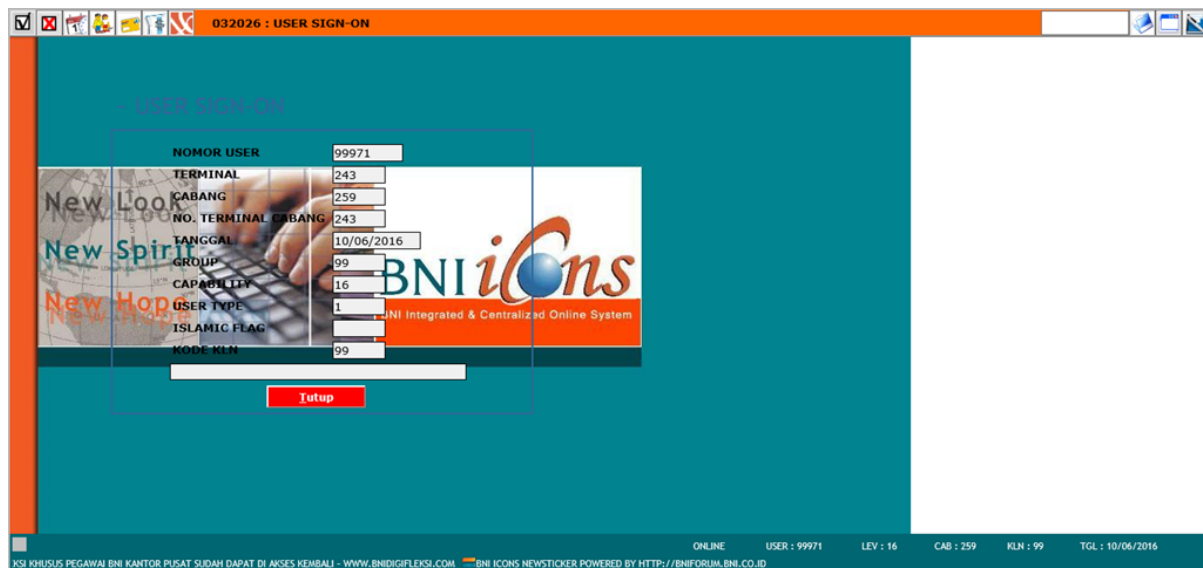 032026 : USER SIGN-ON
- USER SIGN-ON
NOMOR USER 99971
TERMINAL 243
CABANG 259
NO. TERMINAL CABANG 243
TANGGAL 10/06/2016
GROUP 99
CAPABILITY 16
USER TYPE 1
ISLAMIC FLAG
KODE KLN 99
Tutup
New Look
New Spirit
New Hope
BNI icons
BNI Integrated & Centralized Online System
ONLINE USER : 99971 LEV : 16 CAB : 259 KLN : 99 TGL : 10/06/2016
KSI KHUSUS PEGAWAI BNI KANTOR PUSAT SUDAH DAPAT DI AKSES KEMBALI - WWW.BNIDIGIFLEKSI.COM BNI ICONS NEWSTICKER POWERED BY HTTP://BNIFORUM.BNI.CO.ID